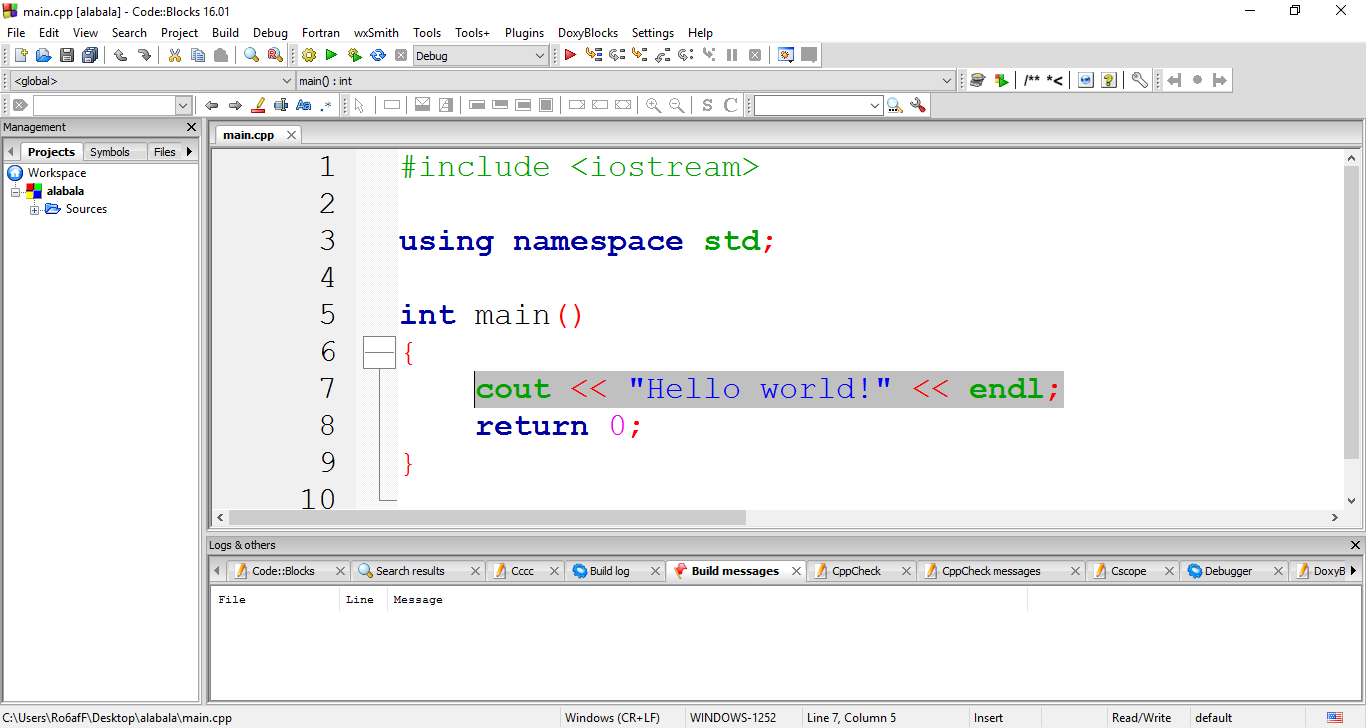 main.cpp [alabala] - Code::Blocks 16.01
File Edit View Search Project Build Debug Fortran wxSmith Tools Tools+ Plugins DoxyBlocks Settings Help
Debug
<global> main() : int
/** *<
Aa .*
S C
Management
Projects Symbols Files
Workspace
alabala
Sources
main.cpp
1 #include <iostream>
2
3 using namespace std;
4
5 int main()
6 {
7 cout << "Hello world!" << endl;
8 return 0;
9 }
10
Logs & others
Code::Blocks Search results Cccc Build log Build messages CppCheck CppCheck messages Cscope Debugger DoxyB
File Line Message
C:\Users\Ro6afF\Desktop\alabala\main.cpp Windows (CR+LF) WINDOWS-1252 Line 7, Column 5 Insert Read/Write default